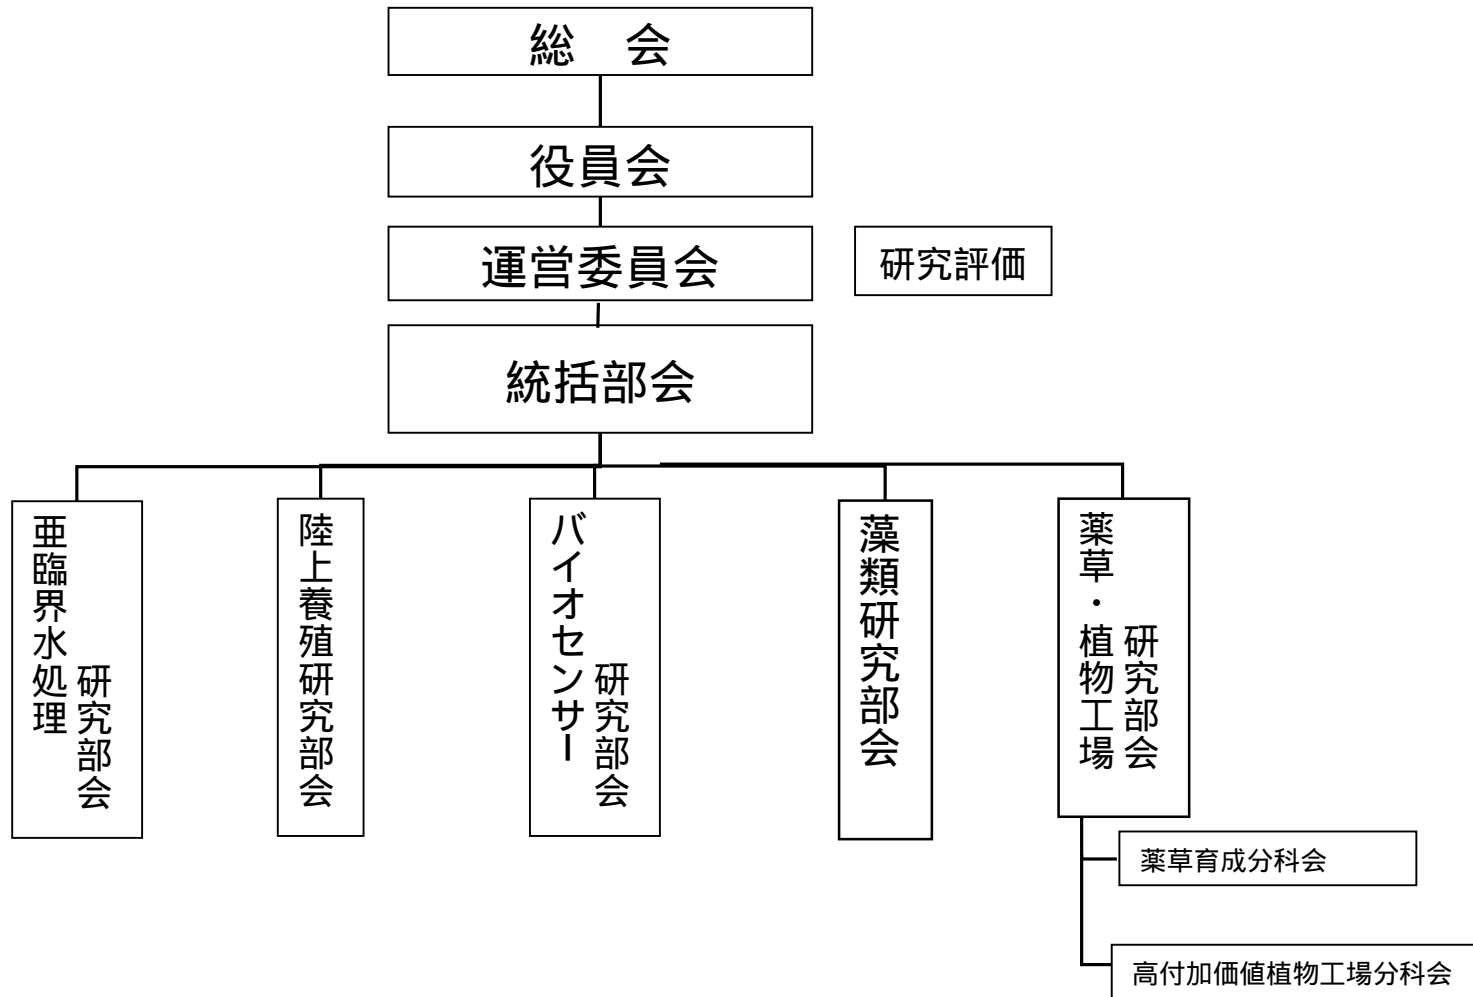 総　会
役員会
運営委員会
研究評価
統括部会
亜臨界水処理
研究部会
陸上養殖研究部会
バイオセンサー
研究部会
藻類研究部会
薬草・植物工場
研究部会
薬草育成分科会
高付加価値植物工場分科会